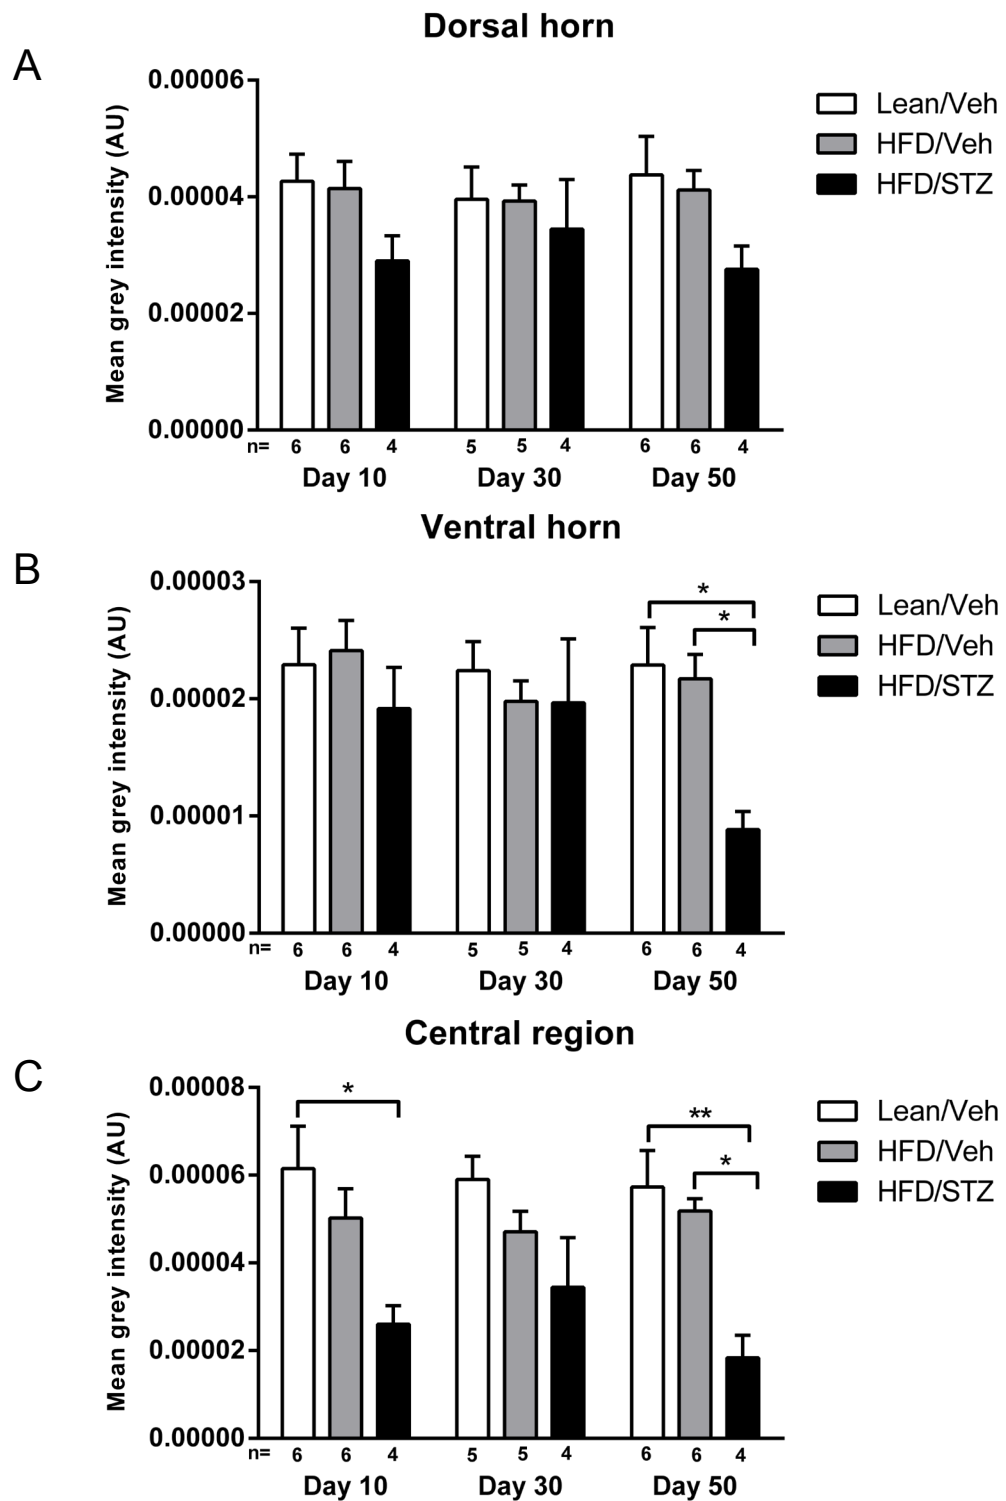 Dorsal horn
A
Mean grey intensity (AU)
0.00006
0.00004
0.00002
0.00000
Lean/Veh
HFD/Veh
HFD/STZ
n= 6 6 4 5 5 4 6 6 4
Day 10 Day 30 Day 50
Ventral horn
B
Mean grey intensity (AU)
0.00003
0.00002
0.00001
0.00000
* 
*
Lean/Veh
HFD/Veh
HFD/STZ
n= 6 6 4 5 5 4 6 6 4
Day 10 Day 30 Day 50
Central region
C
Mean grey intensity (AU)
0.00008
0.00006
0.00004
0.00002
0.00000
*
**
*
Lean/Veh
HFD/Veh
HFD/STZ
n= 6 6 4 5 5 4 6 6 4
Day 10 Day 30 Day 50